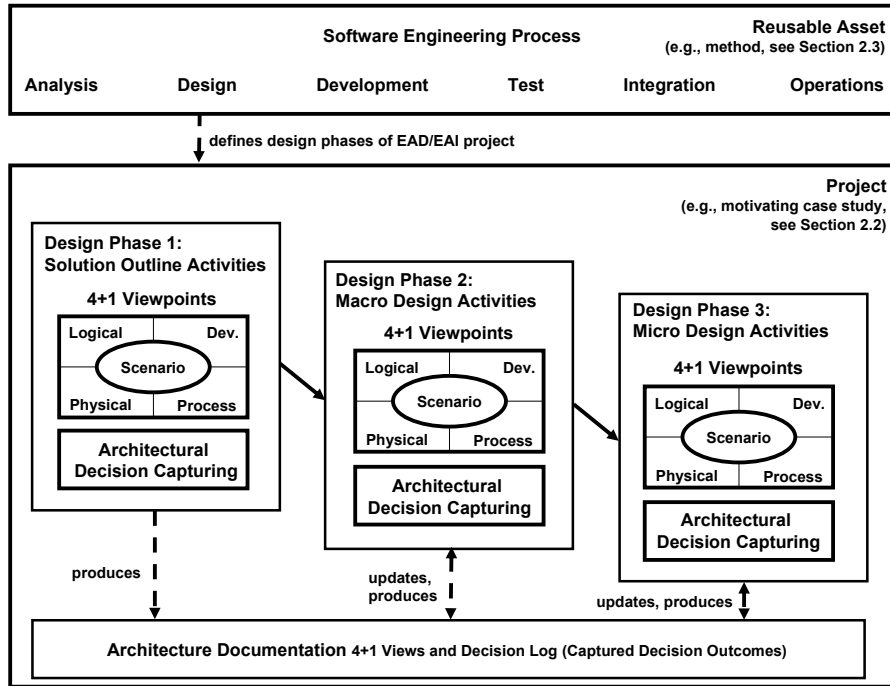 Reusable Asset
Software Engineering Process
(e.g., method, see Section 2.3)
Analysis Design Development Test Integration Operations
defines design phases of EAD/EAI project
Project
(e.g., motivating case study,
see Section 2.2)
Design Phase 1:
Solution Outline Activities
4+1 Viewpoints
Logical Dev.
Scenario
Physical Process
Architectural
Decision Capturing
Design Phase 2:
Macro Design Activities
4+1 Viewpoints
Logical Dev.
Scenario
Physical Process
Architectural
Decision Capturing
Design Phase 3:
Micro Design Activities
4+1 Viewpoints
Logical Dev.
Scenario
Physical Process
Architectural
Decision Capturing
produces
updates,
produces
updates, produces
Architecture Documentation 4+1 Views and Decision Log (Captured Decision Outcomes)